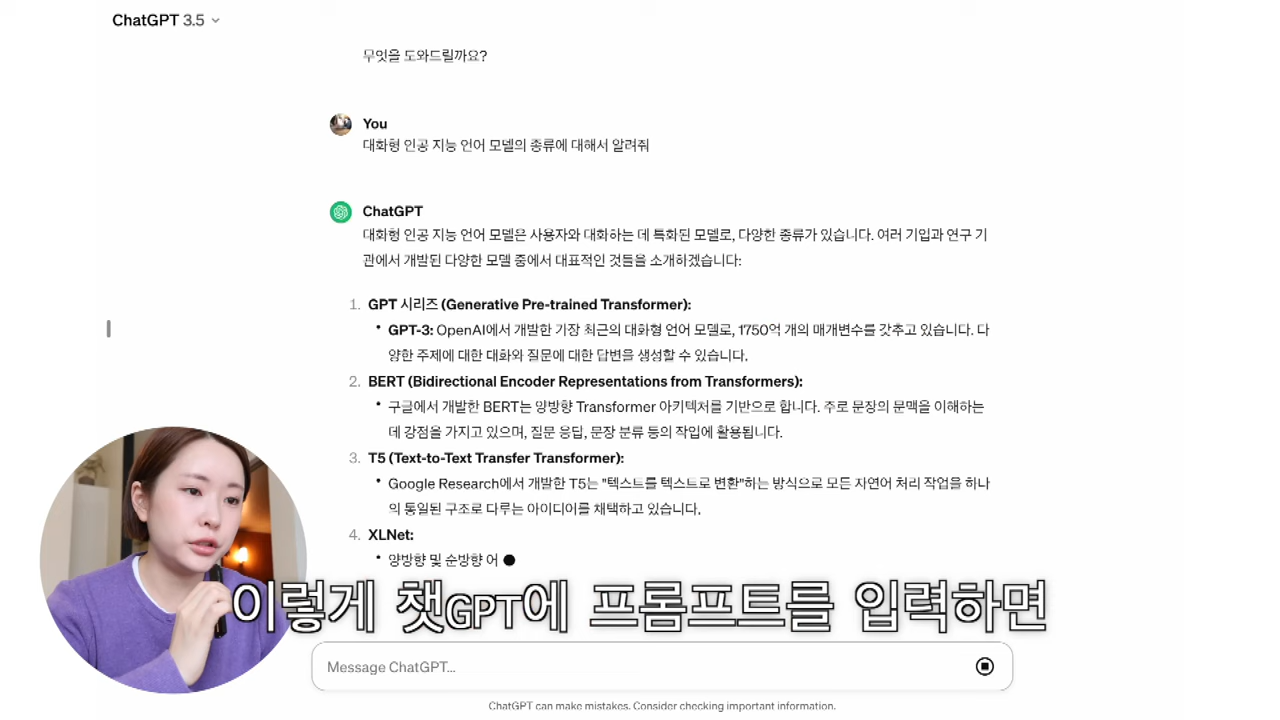 ChatGPT 3.5
무엇을 도와드릴까요?
You
대화형 인공 지능 언어 모델의 종류에 대해서 알려줘
ChatGPT
대화형 인공 지능 언어 모델은 사용자와 대화하는 데 특화된 모델로, 다양한 종류가 있습니다. 여러 기업과 연구 기
관에서 개발된 다양한 모델 중에서 대표적인 것들을 소개하겠습니다:
1. GPT 시리즈 (Generative Pre-trained Transformer):
• GPT-3: OpenAI에서 개발한 가장 최근의 대화형 언어 모델로, 1750억 개의 매개변수를 갖추고 있습니다. 다
양한 주제에 대한 대화와 질문에 대한 답변을 생성할 수 있습니다.
2. BERT (Bidirectional Encoder Representations from Transformers):
• 구글에서 개발한 BERT는 양방향 Transformer 아키텍처를 기반으로 합니다. 주로 문장의 문맥을 이해하는
데 강점을 가지고 있으며, 질문 응답, 문장 분류 등의 작업에 활용됩니다.
3. T5 (Text-to-Text Transfer Transformer):
• Google Research에서 개발한 T5는 "텍스트를 텍스트로 변환"하는 방식으로 모든 자연어 처리 작업을 하나
의 통일된 구조로 다루는 아이디어를 채택하고 있습니다.
4. XLNet:
• 양방향 및 순방향 어
이렇게 챗GPT에 프롬프트를 입력하면
Message ChatGPT...
ChatGPT can make mistakes. Consider checking important information.